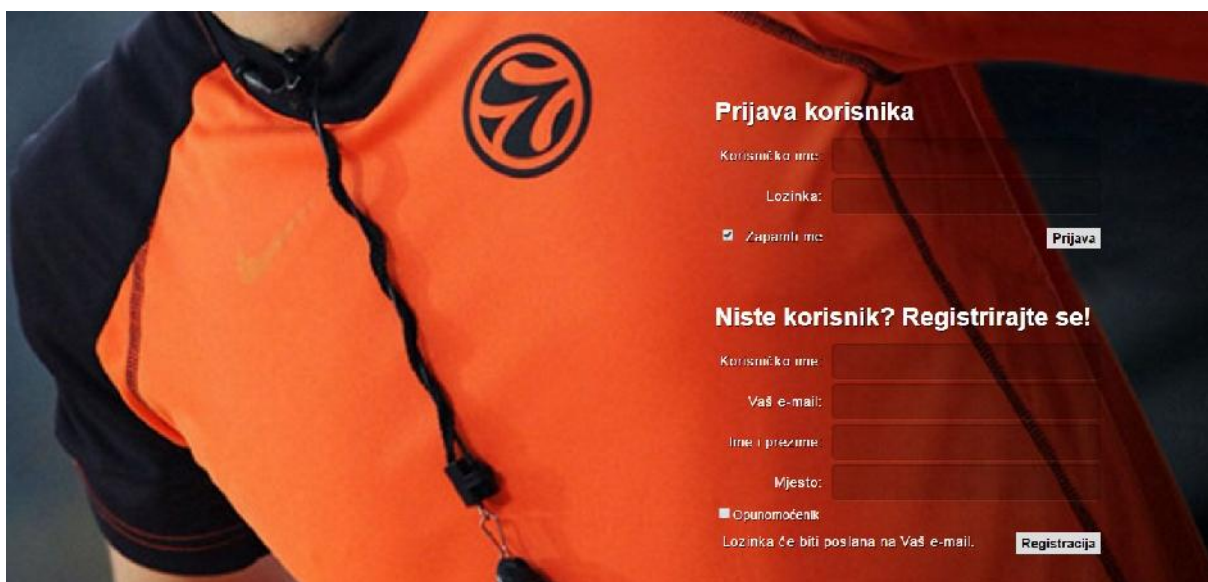 Prijava korisnika
Korisničko ime:
Lozinka:
Zapamti me
Prijava
Niste korisnik? Registrirajte se!
Korisničko ime:
Vaš e-mail:
Ime i prezime:
Mjesto:
Opunomoćenik
Lozinka će biti poslana na Vaš e-mail.
Registracija